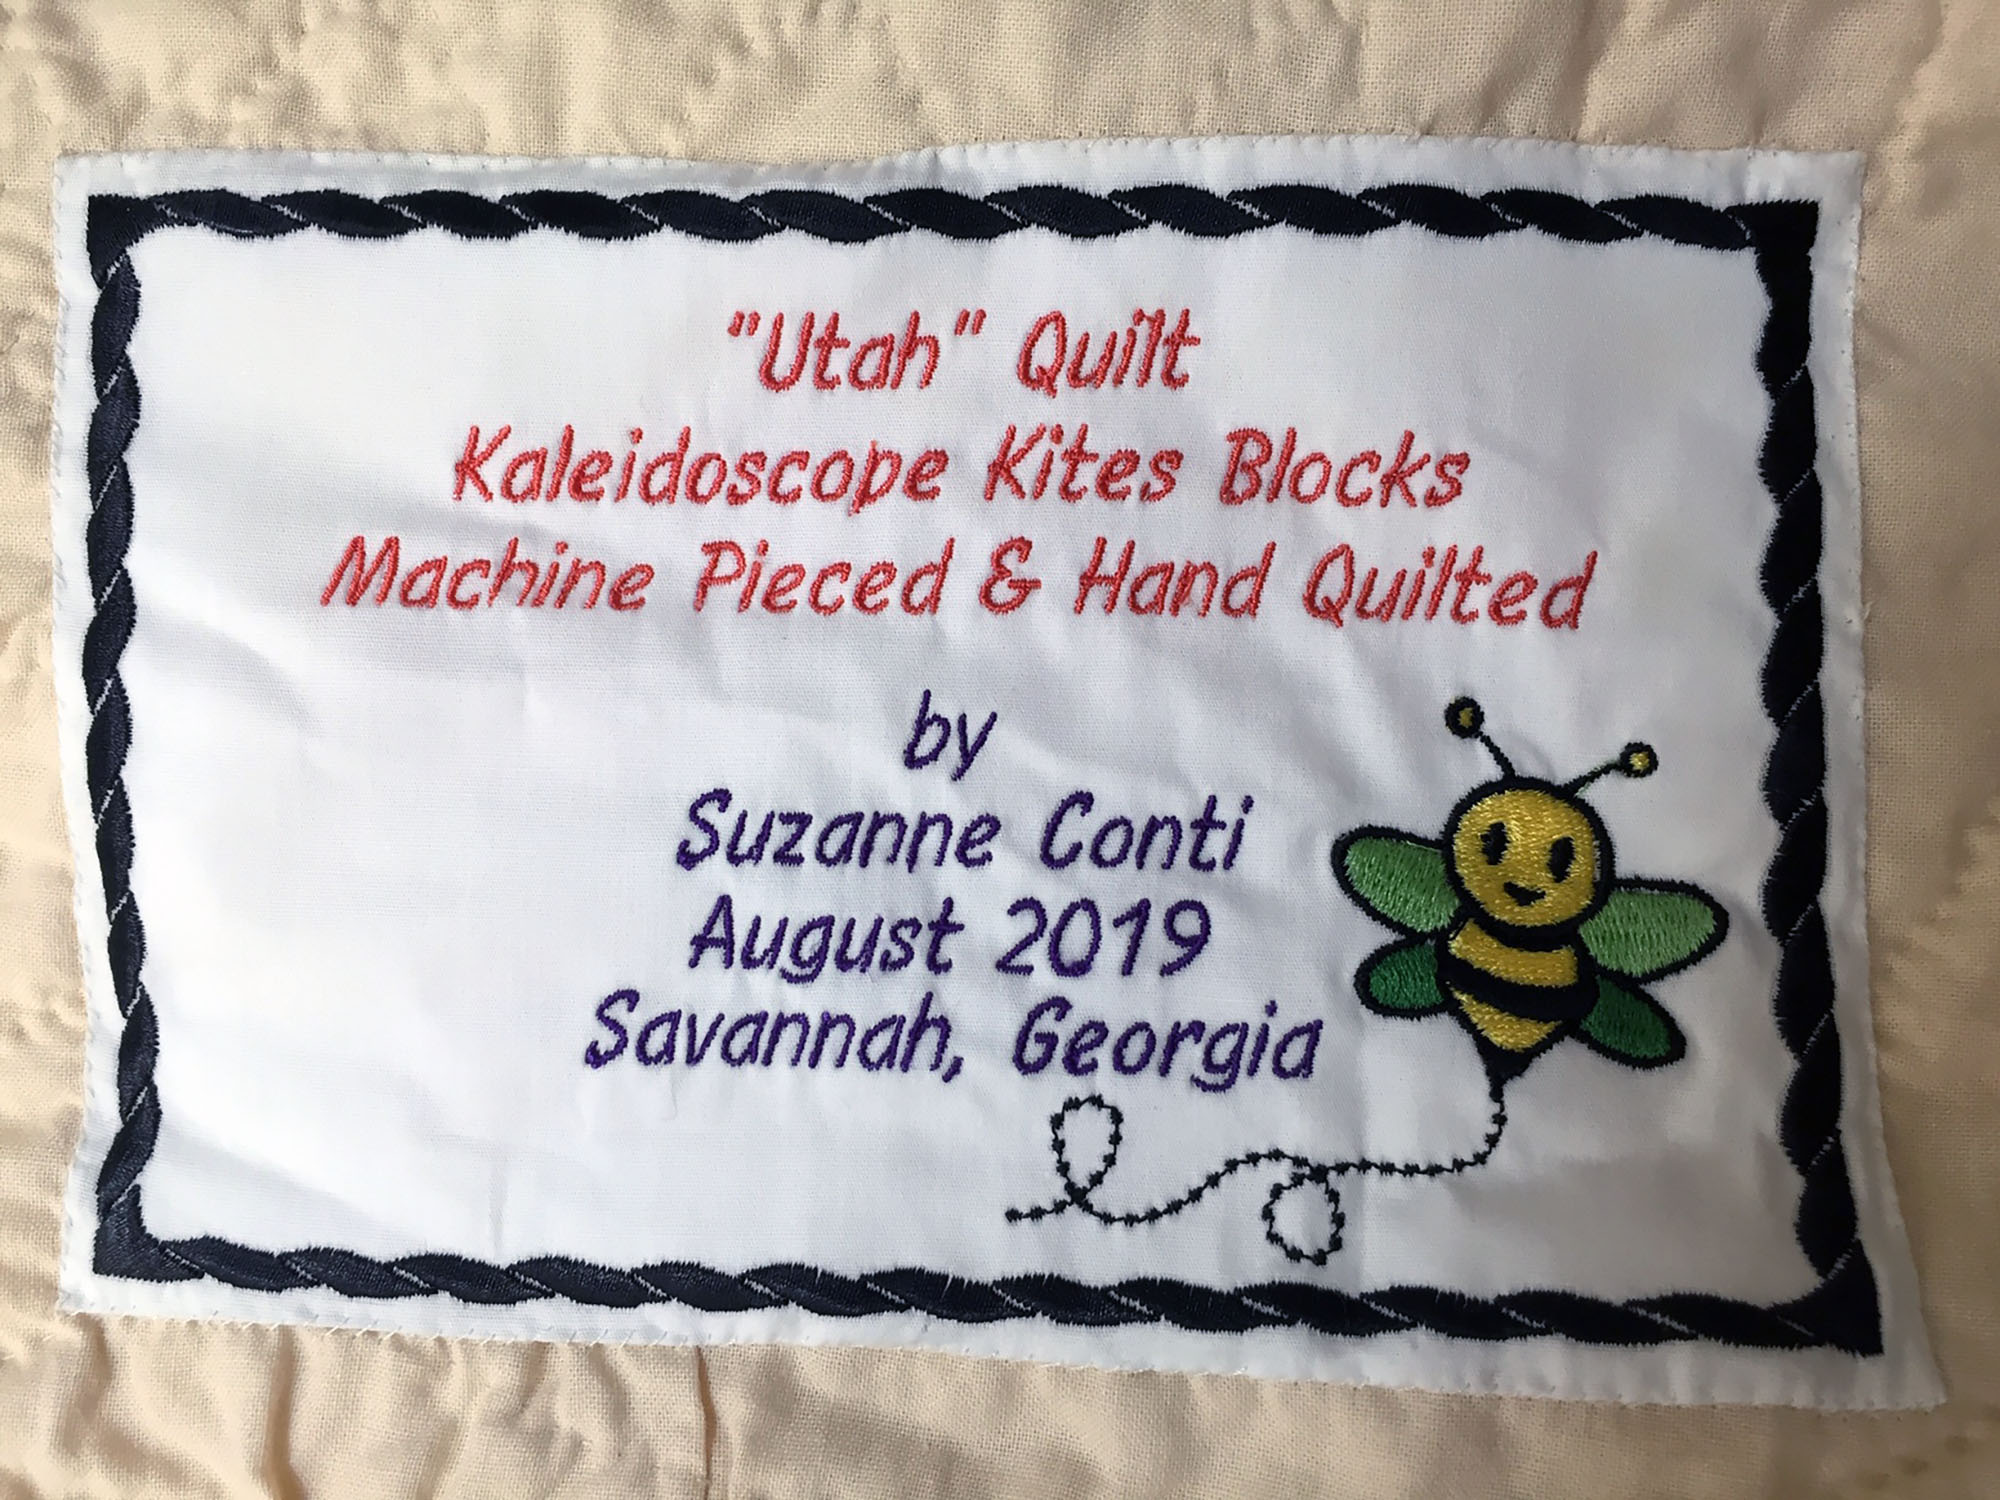 "Utah" Quilt
Kaleidoscope Kites Blocks
Machine Pieced & Hand Quilted
by
Suzanne Conti
August 2019
Savannah, Georgia